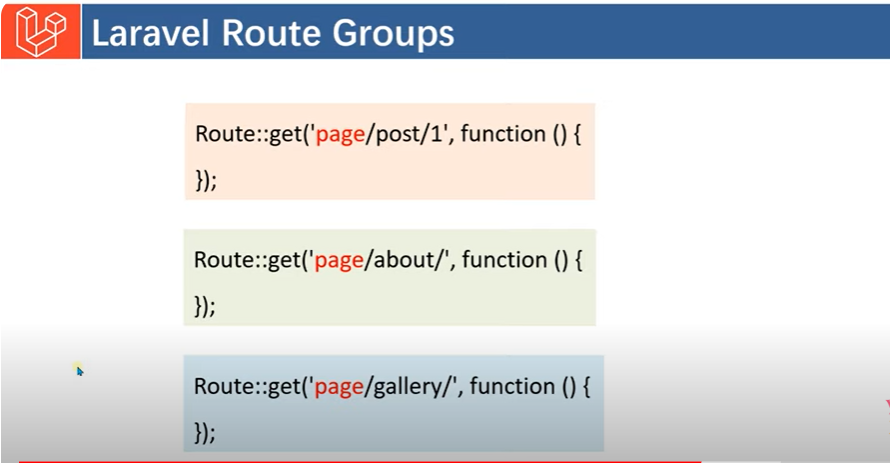 Laravel Route Groups
Route::get('page/post/1', function () {
});
Route::get('page/about/', function () {
});
Route::get('page/gallery/', function () {
});